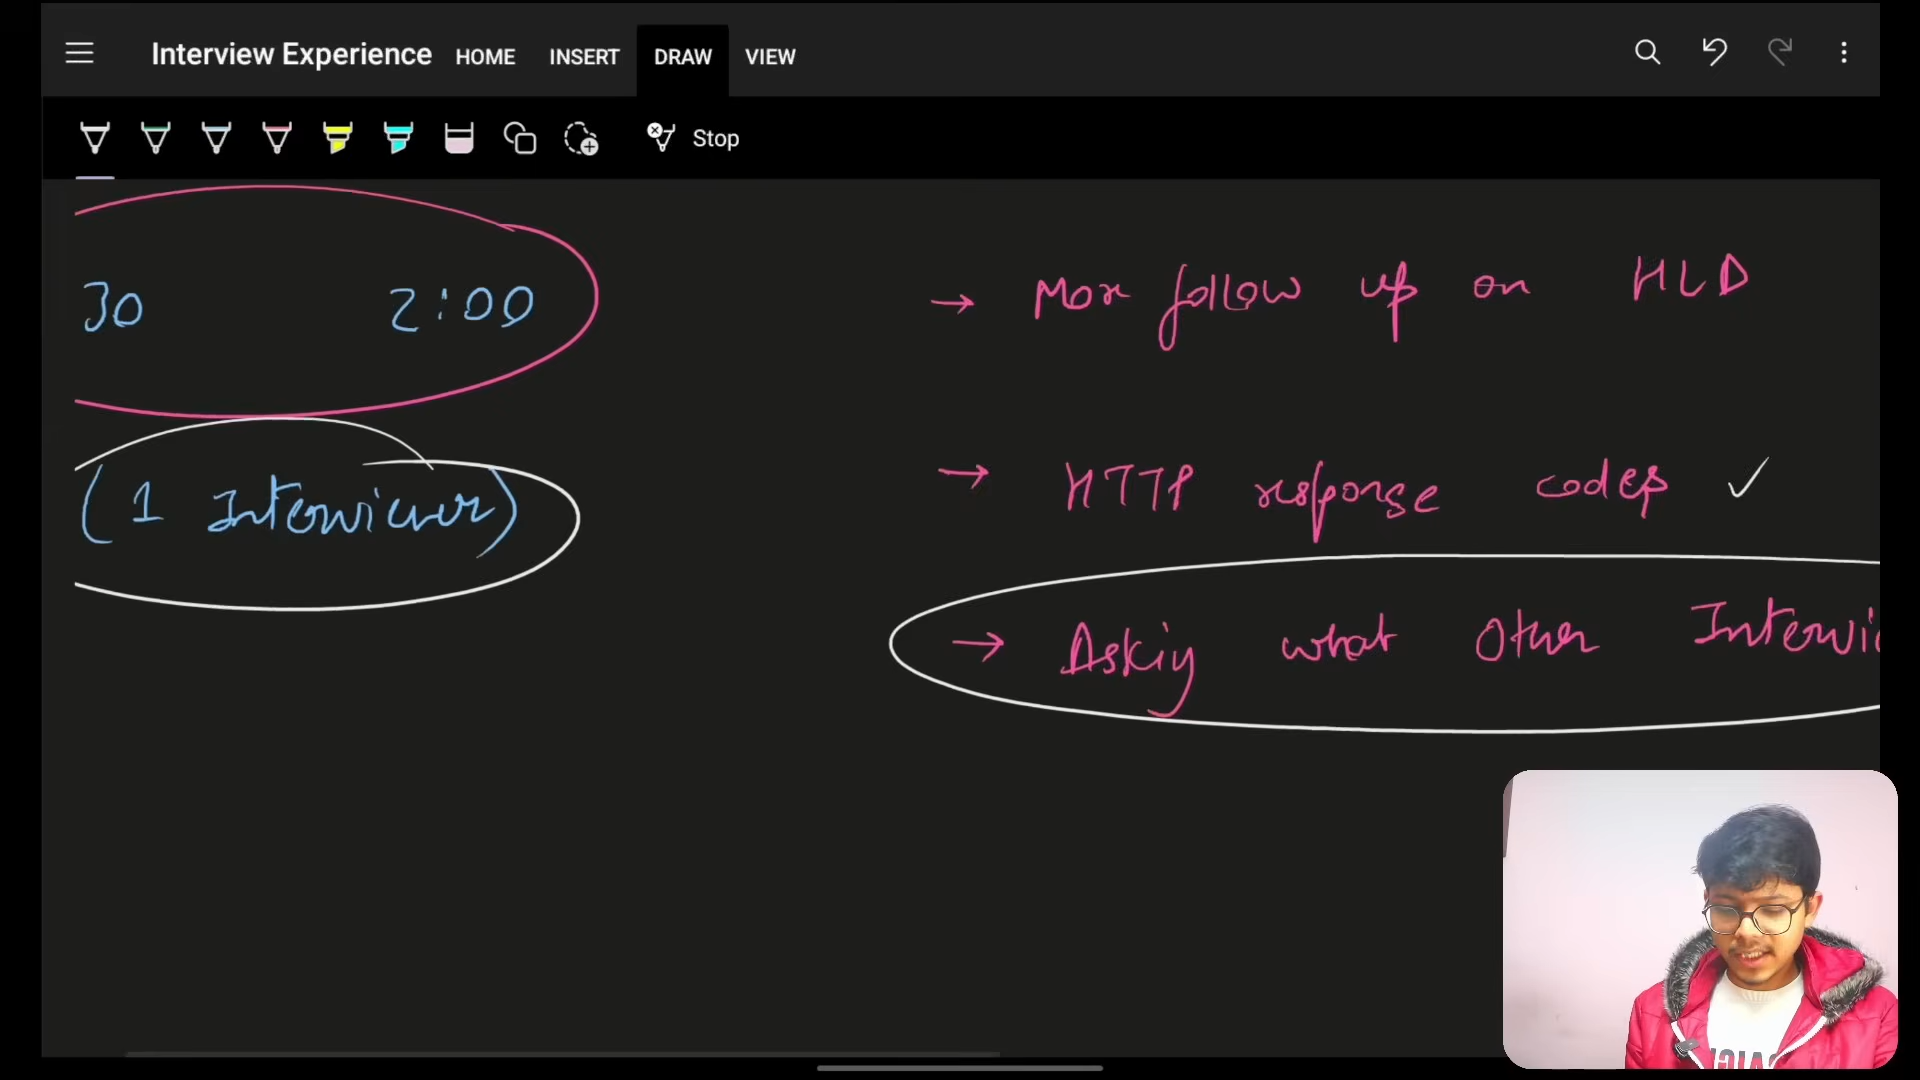 Interview Experience HOME INSERT DRAW VIEW
Stop
30 2:00
(1 Interviewer)
→ More follow up on HLD
→ HTTP response codes ✓
→ Asking what Other Intervi